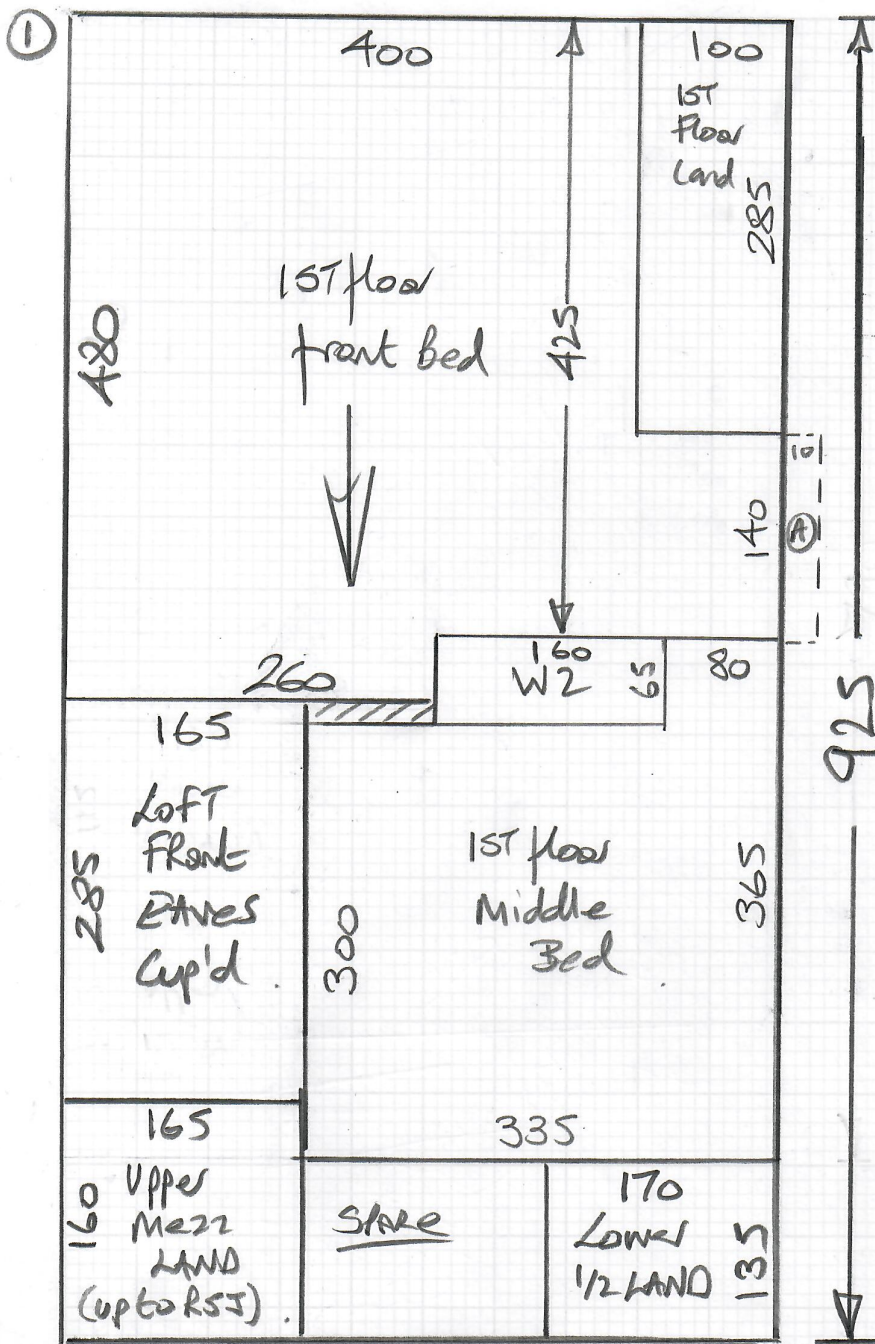 1
400
100
1ST
Floor
Land
285
1ST floor
front Bed
425
480
10
140
A
260
160
W2
65
80
925
165
LOFT
FRont
EAVES
Cup'd
285
300
1ST floor
Middle
Bed
365
165
335
Upper
Mezz
LAND
(up to RSJ)
160
SPARE
170
Lower
1/2 LAND
135